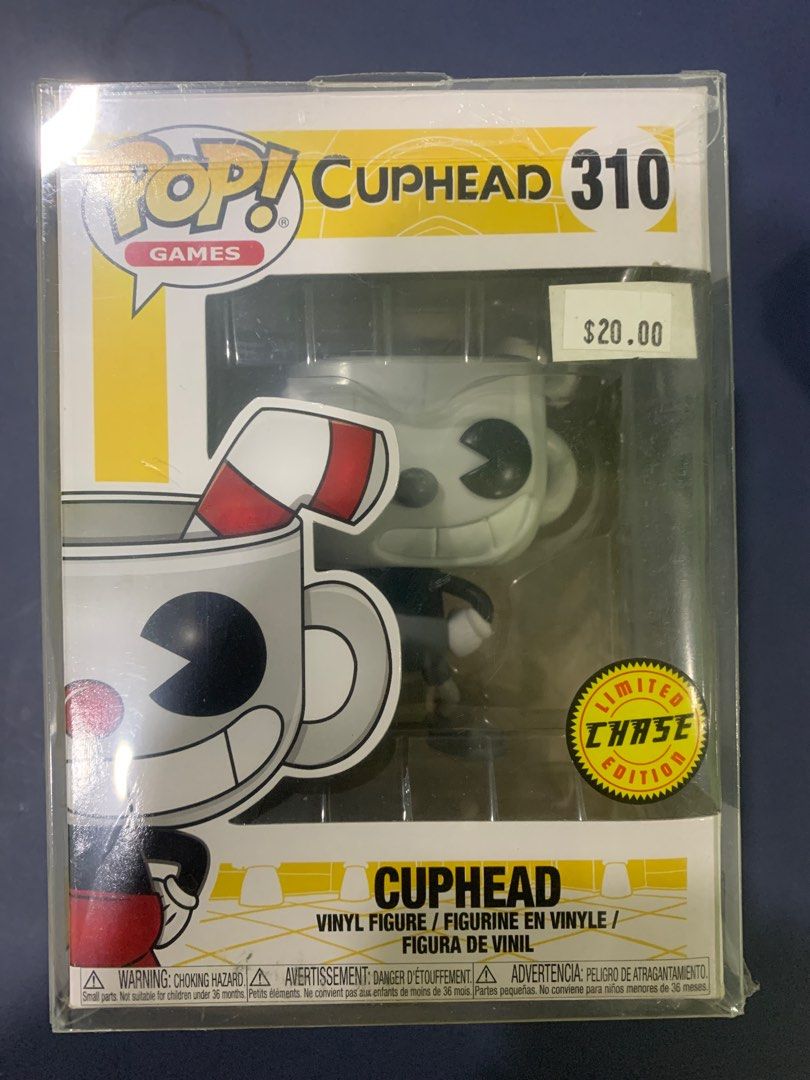 POP! ®
GAMES
CUPHEAD 310
$20.00
LIMITED
CHASE
EDITION
CUPHEAD
VINYL FIGURE / FIGURINE EN VINYLE /
FIGURA DE VINIL
WARNING: CHOKING HAZARD.
Small parts. Not suitable for children under 36 months.
AVERTISSEMENT: DANGER D'ÉTOUFFEMENT.
Petits éléments. Ne convient pas aux enfants de moins de 36 mois.
ADVERTENCIA: PELIGRO DE ATRAGANTAMIENTO.
Partes pequeñas. No conviene para niños menores de 36 meses.